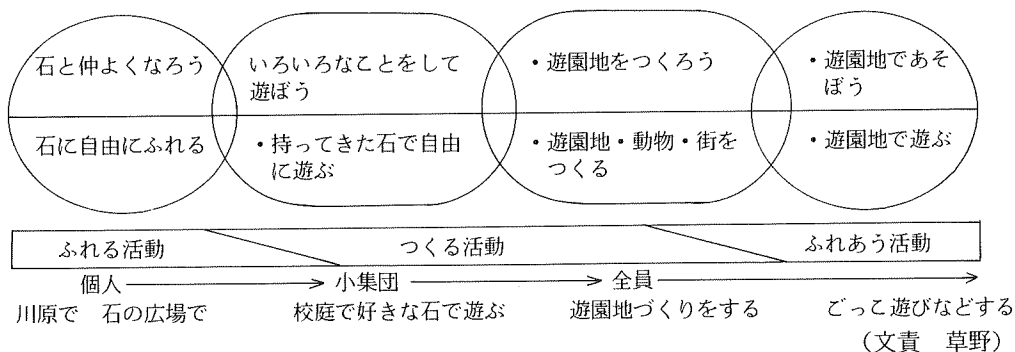 石と仲よくなろう
石に自由にふれる
いろいろなことをして
遊ぼう
・持ってきた石で自由
に遊ぶ
・遊園地をつくろう
・遊園地・動物・街を
つくる
・遊園地であそ
ぼう
・遊園地で遊ぶ
ふれる活動
つくる活動
ふれあう活動
個人
小集団
全員
川原で 石の広場で
校庭で好きな石で遊ぶ
遊園地づくりをする
ごっこ遊びなどする
(文責 草野)